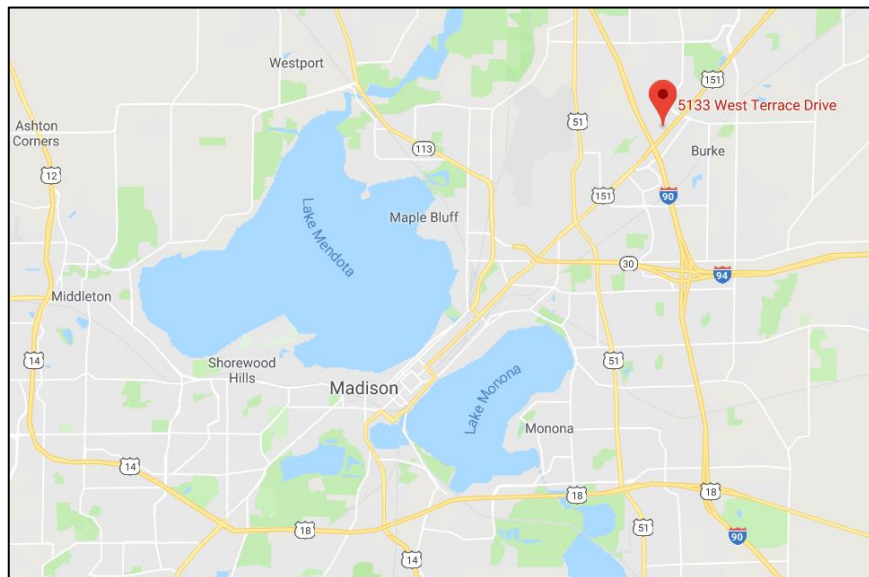 Westport
151
5133 West Terrace Drive
51
Ashton
Corners
113
Burke
12
151
90
Lake Mendota
Maple Bluff
30
94
Middleton
14
Shorewood
Hills
51
Madison
Lake Monona
Monona
14
18
18
18
51
90
14